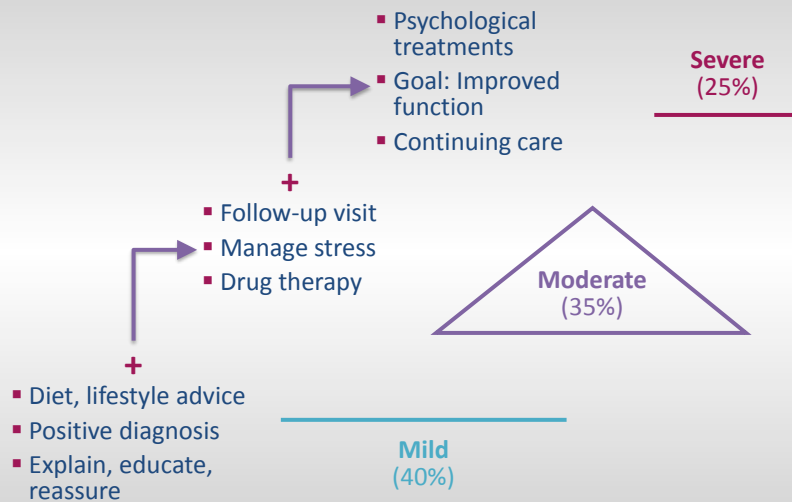 ▪ Psychological
treatments
▪ Goal: Improved
function
▪ Continuing care
Severe
(25%)
+
▪ Follow-up visit
▪ Manage stress
▪ Drug therapy
Moderate
(35%)
+
▪ Diet, lifestyle advice
▪ Positive diagnosis
▪ Explain, educate,
reassure
Mild
(40%)